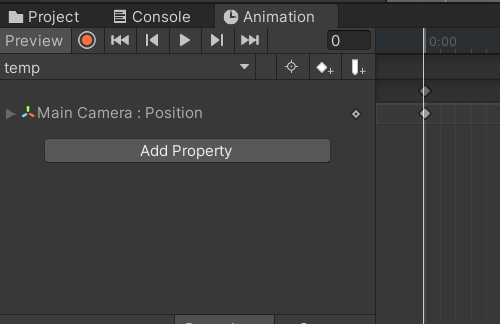 Project Console Animation
Preview 0 0:00
temp
Main Camera : Position
Add Property